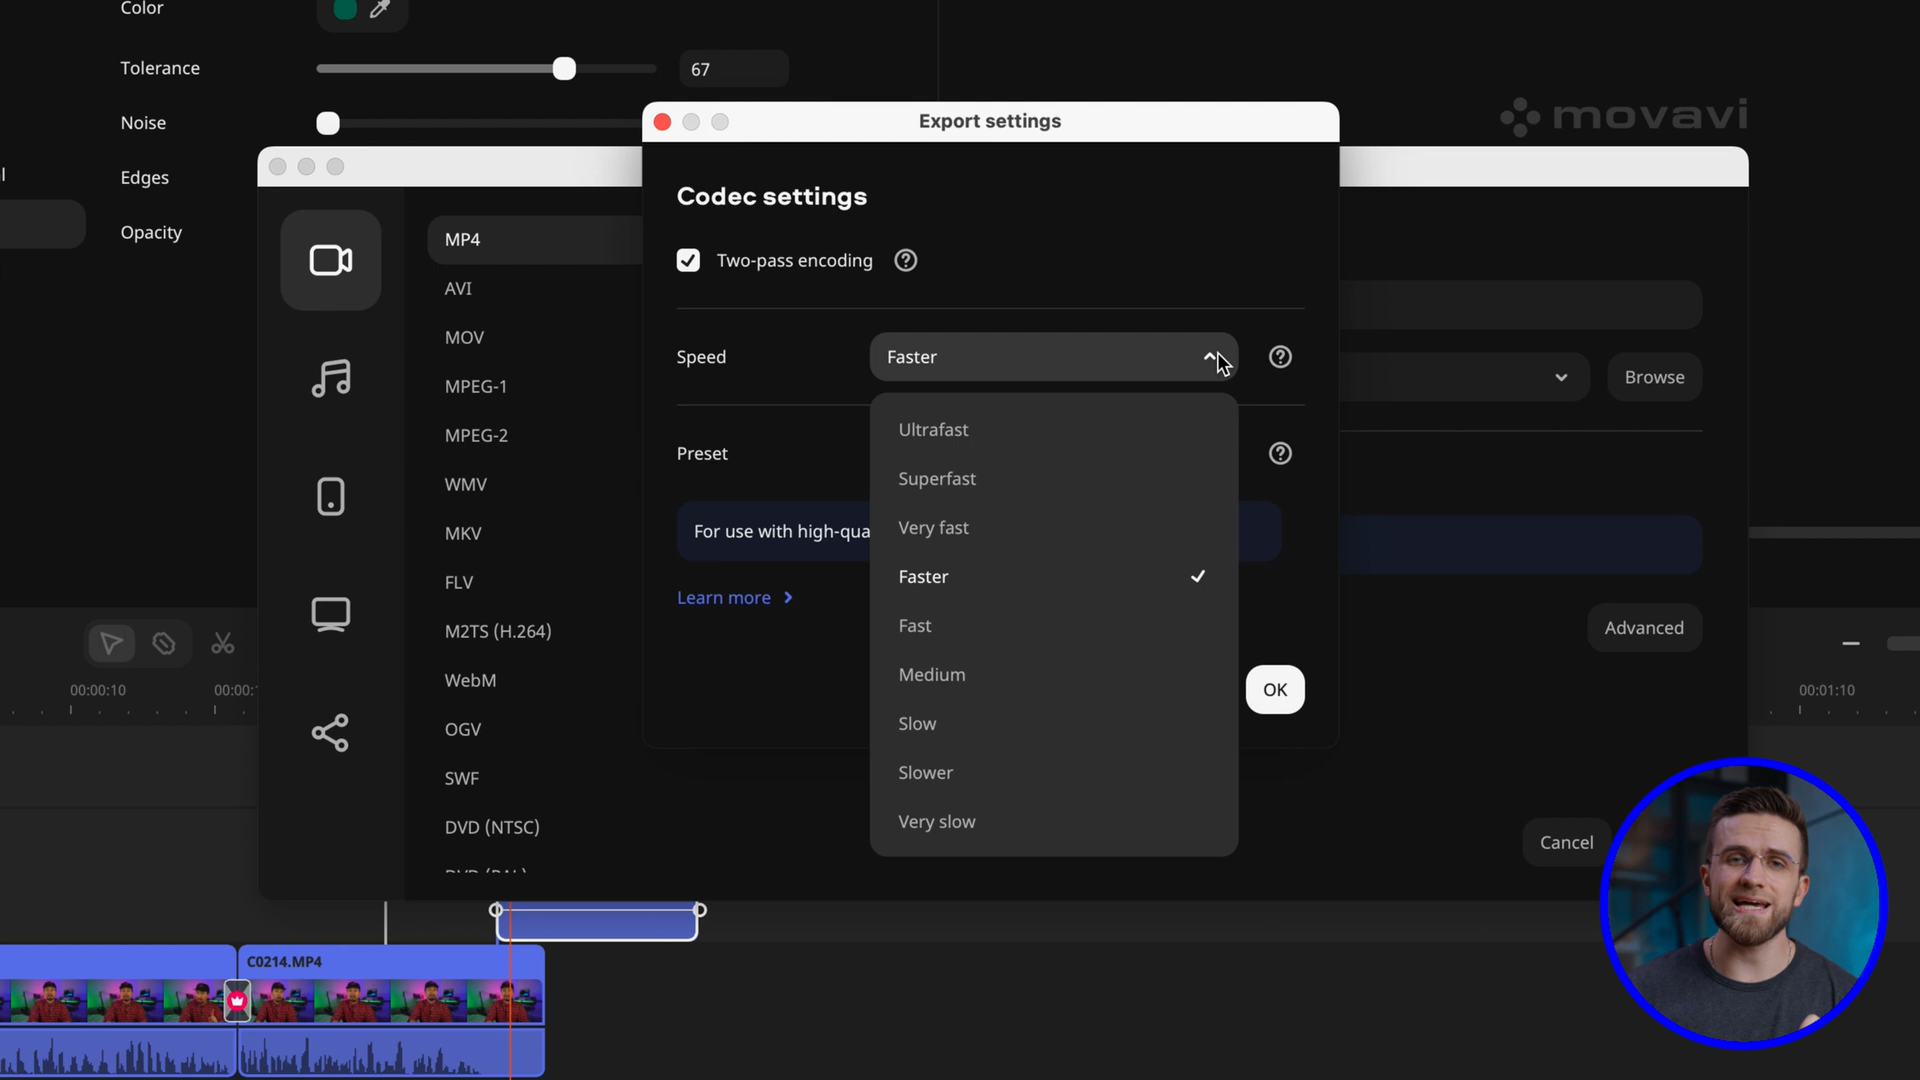 Color
Tolerance
67
Noise
Edges
Opacity
movavi
Export settings
Codec settings
Two-pass encoding
Speed
Faster
Ultrafast
Superfast
Very fast
Faster
Fast
Medium
Slow
Slower
Very slow
Preset
For use with high-qua
Learn more
OK
MP4
AVI
MOV
MPEG-1
MPEG-2
WMV
MKV
FLV
M2TS (H.264)
WebM
OGV
SWF
DVD (NTSC)
Browse
Advanced
Cancel
00:00:10
00:00:
00:01:10
C0214.MP4